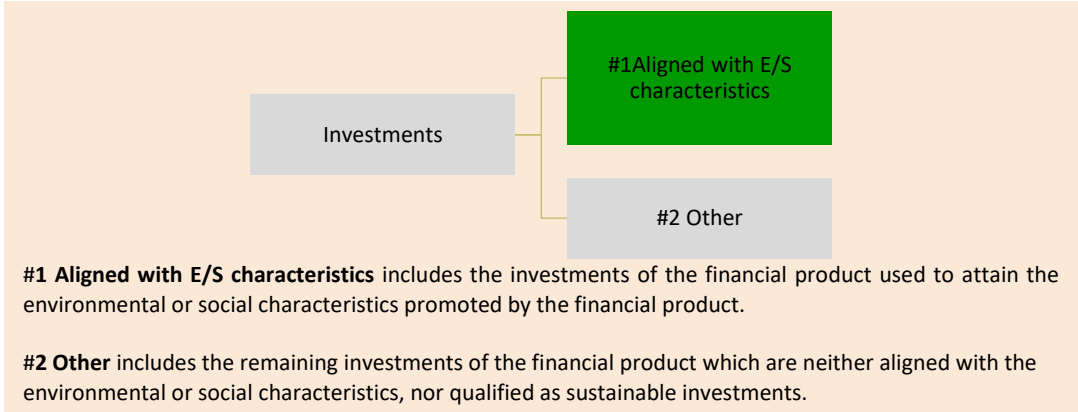 #1Aligned with E/S
characteristics
Investments
#2 Other
#1 Aligned with E/S characteristics includes the investments of the financial product used to attain the
environmental or social characteristics promoted by the financial product.
#2 Other includes the remaining investments of the financial product which are neither aligned with the
environmental or social characteristics, nor qualified as sustainable investments.